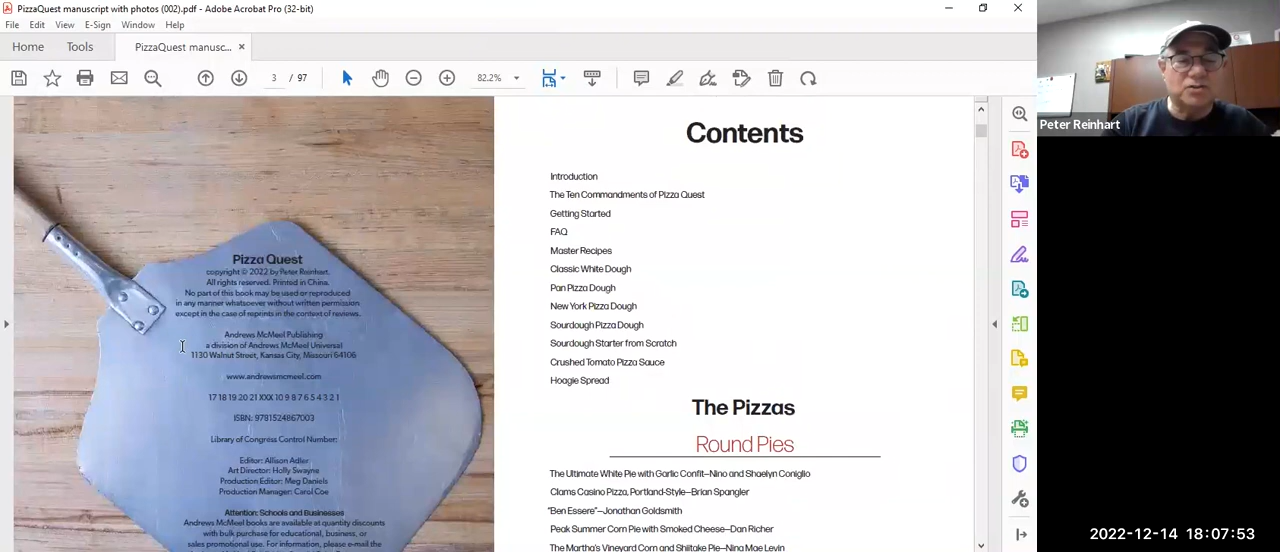 PizzaQuest manuscript with photos (002).pdf - Adobe Acrobat Pro (32-bit)
File Edit View E-Sign Window Help
Home Tools PizzaQuest manusc... ×
3 / 97 82.2%
Peter Reinhart
Pizza Quest
copyright © 2022 by Peter Reinhart.
All rights reserved. Printed in China.
No part of this book may be used or reproduced
in any manner whatsoever without written permission
except in the case of reprints in the context of reviews.
Andrews McMeel Publishing
a division of Andrews McMeel Universal
1130 Walnut Street, Kansas City, Missouri 64106
www.andrewsmcmeel.com
17 18 19 20 21 XXX 10 9 8 7 6 5 4 3 2 1
ISBN: 9781524867003
Library of Congress Control Number:
Editor: Allison Adler
Art Director: Holly Swayne
Production Editor: Meg Daniels
Production Manager: Carol Coe
Attention: Schools and Businesses
Andrews McMeel books are available at quantity discounts
with bulk purchase for educational, business, or
sales promotional use. For information, please e-mail the
Contents
Introduction
The Ten Commandments of Pizza Quest
Getting Started
FAQ
Master Recipes
Classic White Dough
Pan Pizza Dough
New York Pizza Dough
Sourdough Pizza Dough
Sourdough Starter from Scratch
Crushed Tomato Pizza Sauce
Hoagie Spread
The Pizzas
Round Pies
The Ultimate White Pie with Garlic Confit—Nino and Shaelyn Coniglio
Clams Casino Pizza, Portland-Style—Brian Spangler
"Ben Essere"—Jonathan Goldsmith
Peak Summer Corn Pie with Smoked Cheese—Dan Richer
The Martha's Vineyard Corn and Shiitake Pie—Nina Mae Levin
2022-12-14 18:07:53